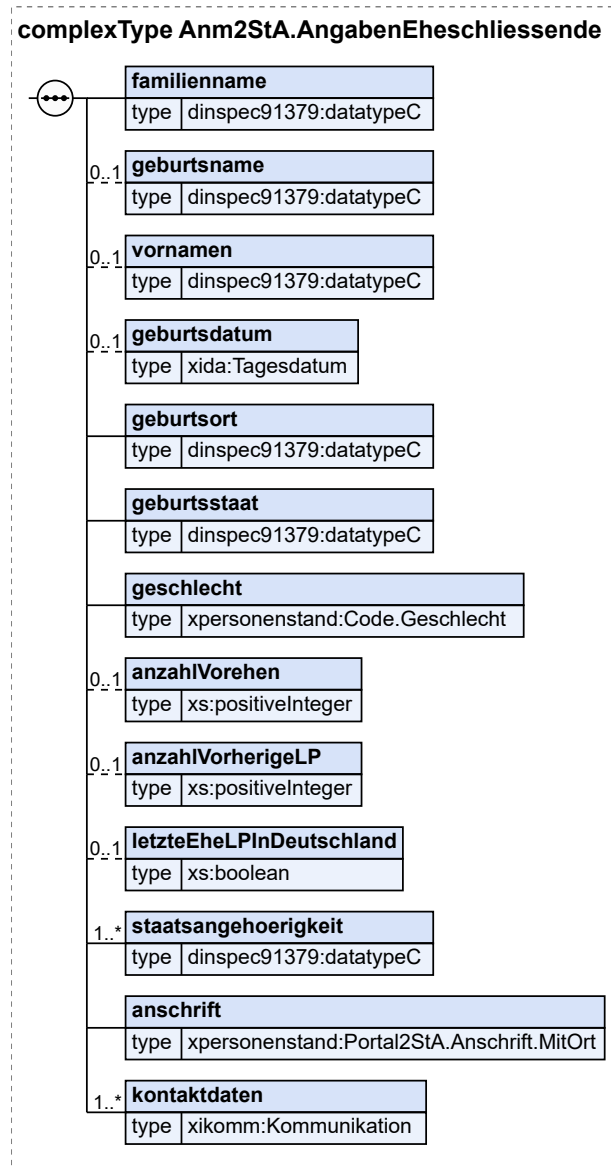 complexType Anm2StA.AngabenEheschliessende
familienname
type dinspec91379:datatypeC
0..1 geburtsname
type dinspec91379:datatypeC
0..1 vornamen
type dinspec91379:datatypeC
0..1 geburtsdatum
type xida:Tagesdatum
geburtsort
type dinspec91379:datatypeC
geburtsstaat
type dinspec91379:datatypeC
geschlecht
type xpersonenstand:Code.Geschlecht
0..1 anzahlVorehen
type xs:positiveInteger
0..1 anzahlVorherigeLP
type xs:positiveInteger
0..1 letzteEheLPInDeutschland
type xs:boolean
1..* staatsangehoerigkeit
type dinspec91379:datatypeC
anschrift
type xpersonenstand:Portal2StA.Anschrift.MitOrt
1..* kontaktdaten
type xikomm:Kommunikation